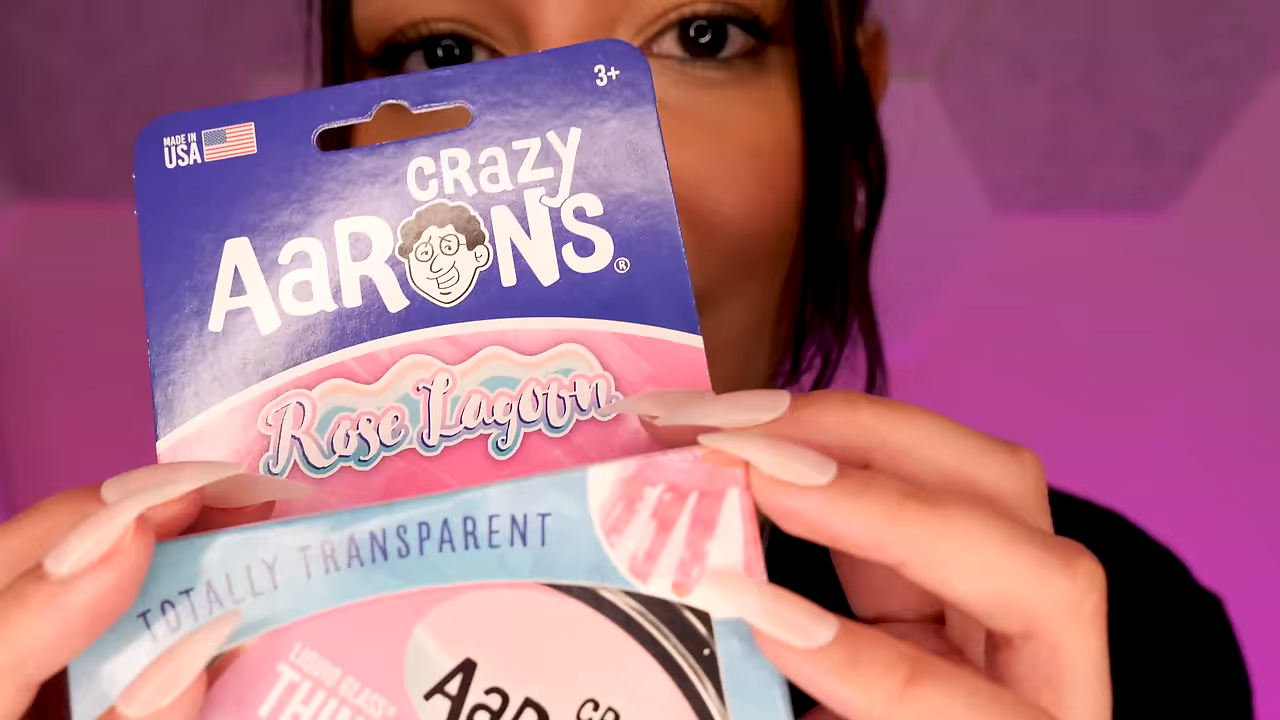 3+
MADE IN
USA
CRaZY
AaRONS®
Rose Lagoon
TOTALLY TRANSPARENT
LIQUID GLASS®